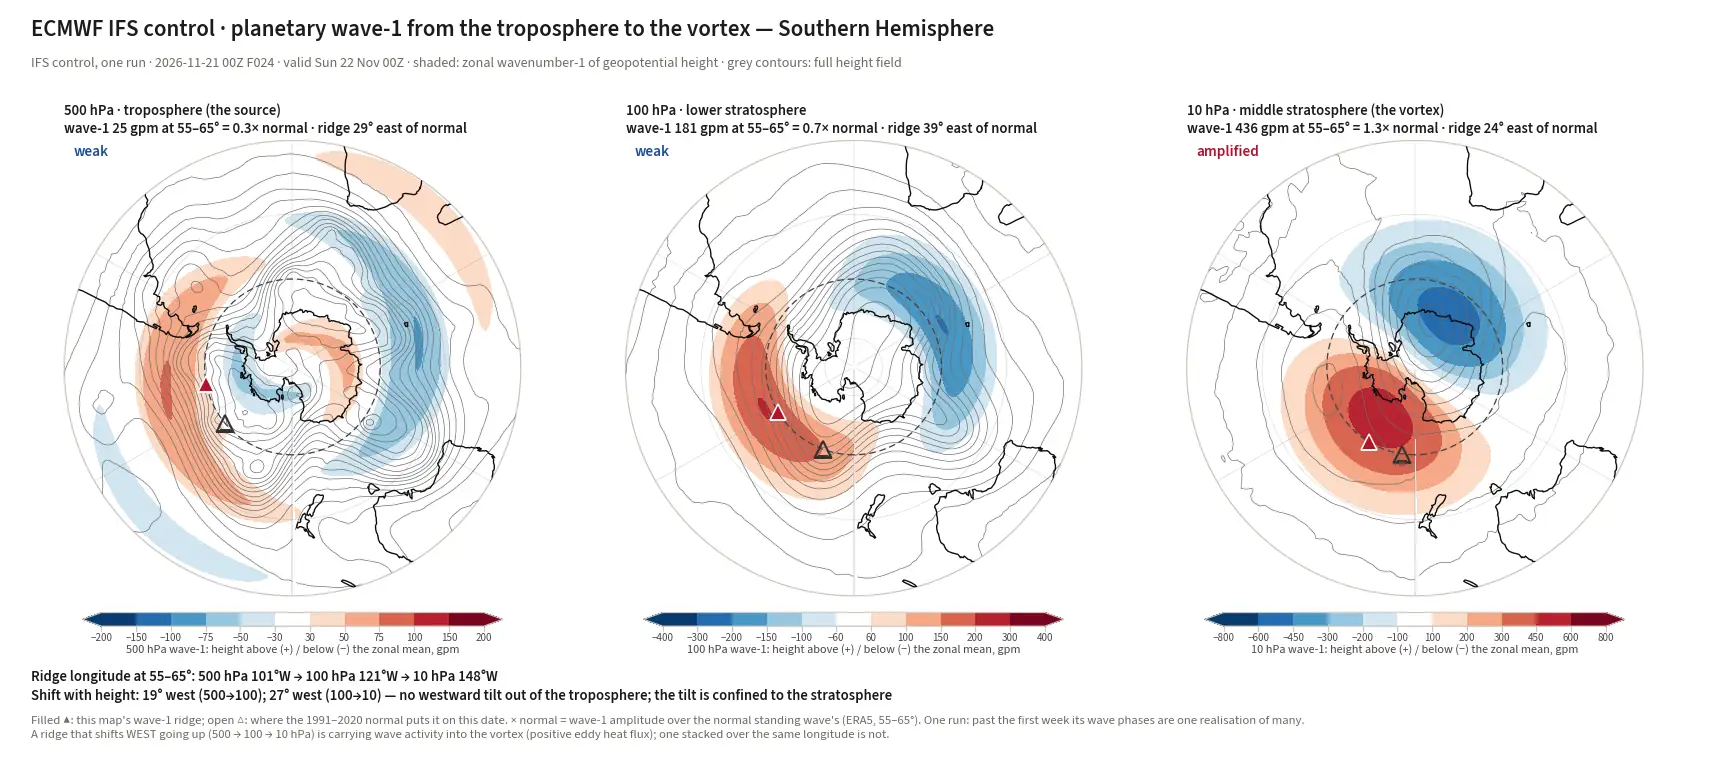 ECMWF IFS control · planetary wave-1 from the troposphere to the vortex — Southern Hemisphere
IFS control, one run · 2026-11-21 00Z F024 · valid Sun 22 Nov 00Z · shaded: zonal wavenumber-1 of geopotential height · grey contours: full height field
500 hPa · troposphere (the source)
wave-1 25 gpm at 55–65° = 0.3× normal · ridge 29° east of normal
weak
100 hPa · lower stratosphere
wave-1 181 gpm at 55–65° = 0.7× normal · ridge 39° east of normal
weak
10 hPa · middle stratosphere (the vortex)
wave-1 436 gpm at 55–65° = 1.3× normal · ridge 24° east of normal
amplified
−200 −150 −100 −75 −50 −30 30 50 75 100 150 200
500 hPa wave-1: height above (+) / below (−) the zonal mean, gpm
−400 −300 −200 −150 −100 −60 60 100 150 200 300 400
100 hPa wave-1: height above (+) / below (−) the zonal mean, gpm
−800 −600 −450 −300 −200 −100 100 200 300 450 600 800
10 hPa wave-1: height above (+) / below (−) the zonal mean, gpm
Ridge longitude at 55–65°: 500 hPa 101°W → 100 hPa 121°W → 10 hPa 148°W
Shift with height: 19° west (500→100); 27° west (100→10) — no westward tilt out of the troposphere; the tilt is confined to the stratosphere
Filled ▲: this map's wave-1 ridge; open △: where the 1991–2020 normal puts it on this date. × normal = wave-1 amplitude over the normal standing wave's (ERA5, 55–65°). One run: past the first week its wave phases are one realisation of many.
A ridge that shifts WEST going up (500 → 100 → 10 hPa) is carrying wave activity into the vortex (positive eddy heat flux); one stacked over the same longitude is not.